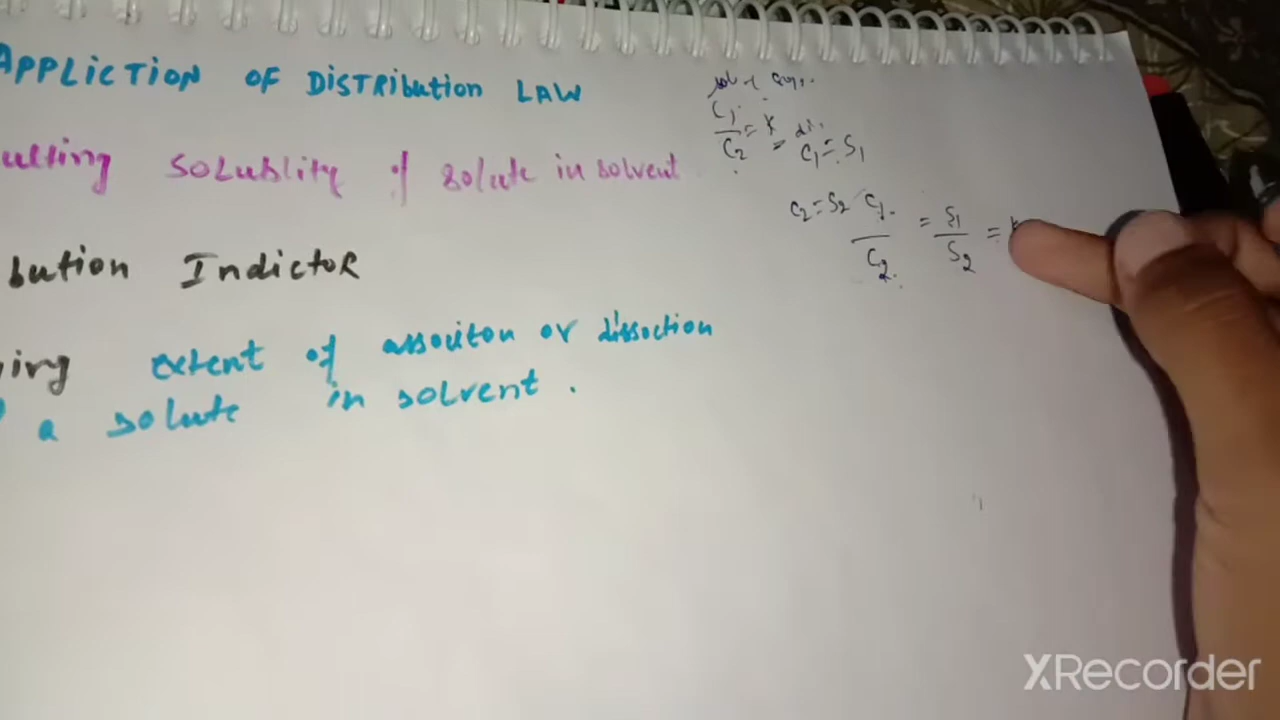 APPLICTION OF DISTRIbution LAW
ulting solublity of solute in solvent
bution IndictoR
ing extent of assoution or dissoction
a solute in solvent .
C1/C2 = K
C1 = S1
C2 = S2 C1/C2 = S1/S2 =
XRecorder